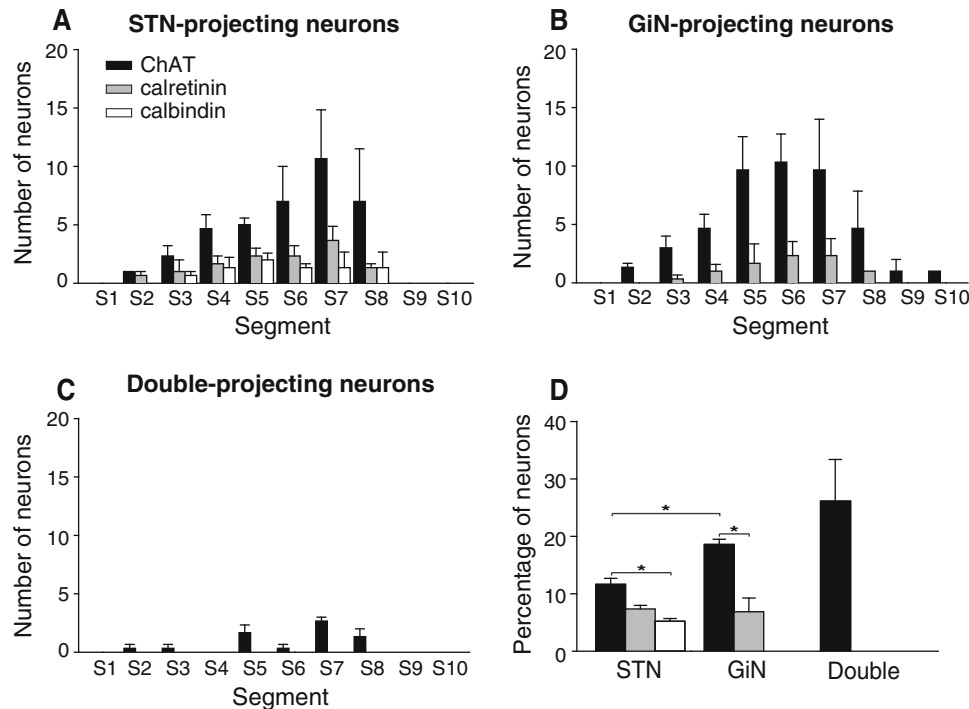 A STN-projecting neurons
20
15
10
5
0
Number of neurons
ChAT
calretinin
calbindin
S1 S2 S3 S4 S5 S6 S7 S8 S9 S10
Segment
B GiN-projecting neurons
20
15
10
5
0
Number of neurons
S1 S2 S3 S4 S5 S6 S7 S8 S9 S10
Segment
C Double-projecting neurons
20
15
10
5
0
Number of neurons
S1 S2 S3 S4 S5 S6 S7 S8 S9 S10
Segment
D
40
30
20
10
0
Percentage of neurons
*
*
*
STN GiN Double